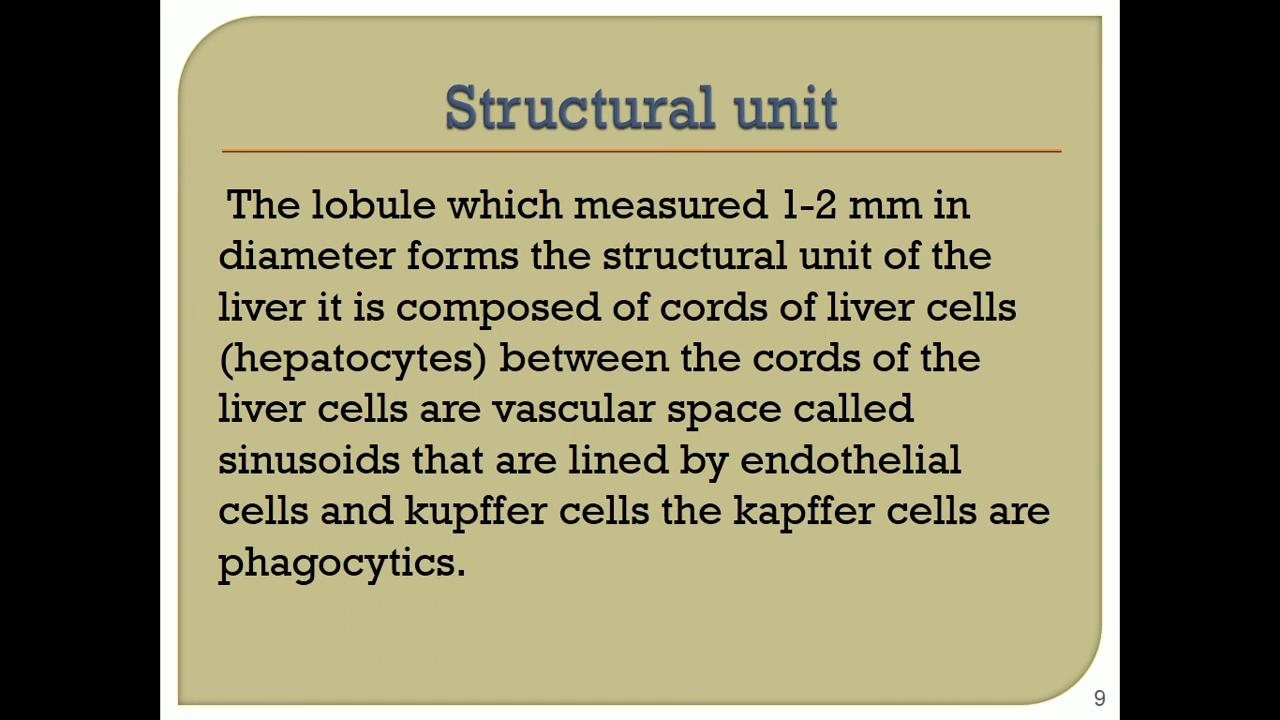 Structural unit
The lobule which measured 1-2 mm in
diameter forms the structural unit of the
liver it is composed of cords of liver cells
(hepatocytes) between the cords of the
liver cells are vascular space called
sinusoids that are lined by endothelial
cells and kupffer cells the kapffer cells are
phagocytics.
9